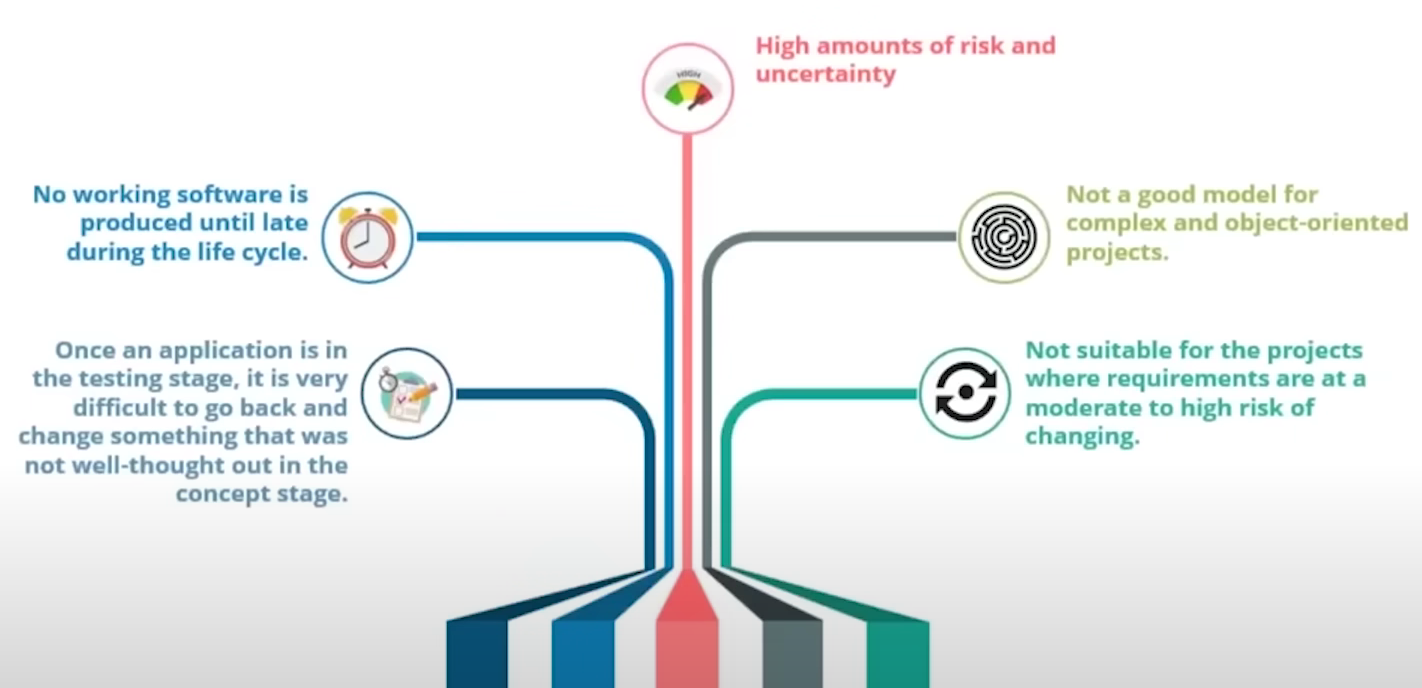 HIGH
High amounts of risk and
uncertainty
No working software is
produced until late
during the life cycle.
Not a good model for
complex and object-oriented
projects.
Once an application is in
the testing stage, it is very
difficult to go back and
change something that was
not well-thought out in the
concept stage.
Not suitable for the projects
where requirements are at a
moderate to high risk of
changing.